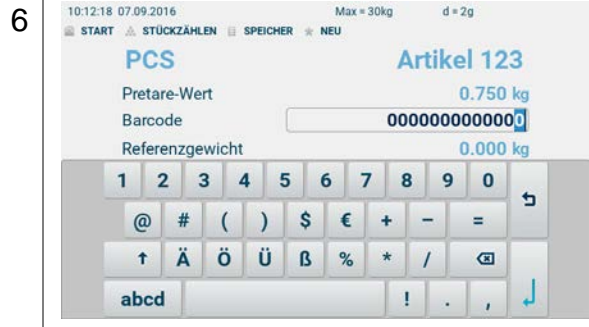 6
10:12:18 07.09.2016 Max = 30kg d = 2g
START STÜCKZÄHLEN SPEICHER NEU
PCS Artikel 123
Pretare-Wert 0.750 kg
Barcode 0000000000000
Referenzgewicht 0.000 kg
1 2 3 4 5 6 7 8 9 0
@ # ( ) $ € + − =
Ä Ö Ü ß % * /
abcd ! . ,